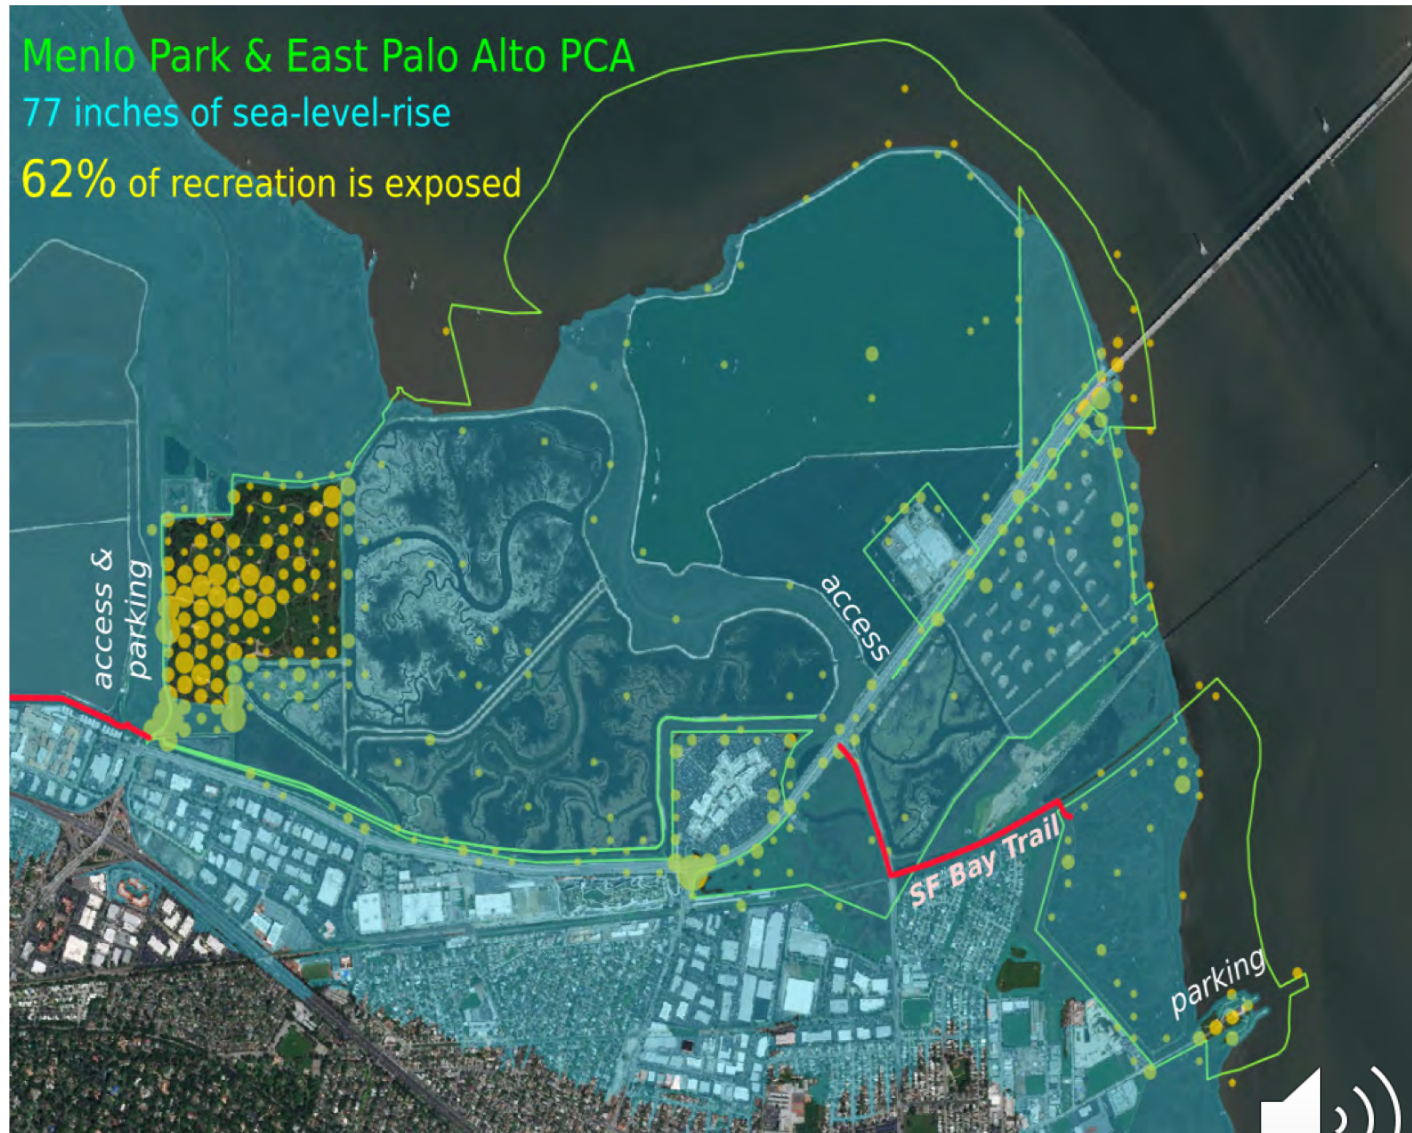 Menlo Park & East Palo Alto PCA
77 inches of sea-level-rise
62% of recreation is exposed
access &
parking
access
SF Bay Trail
parking